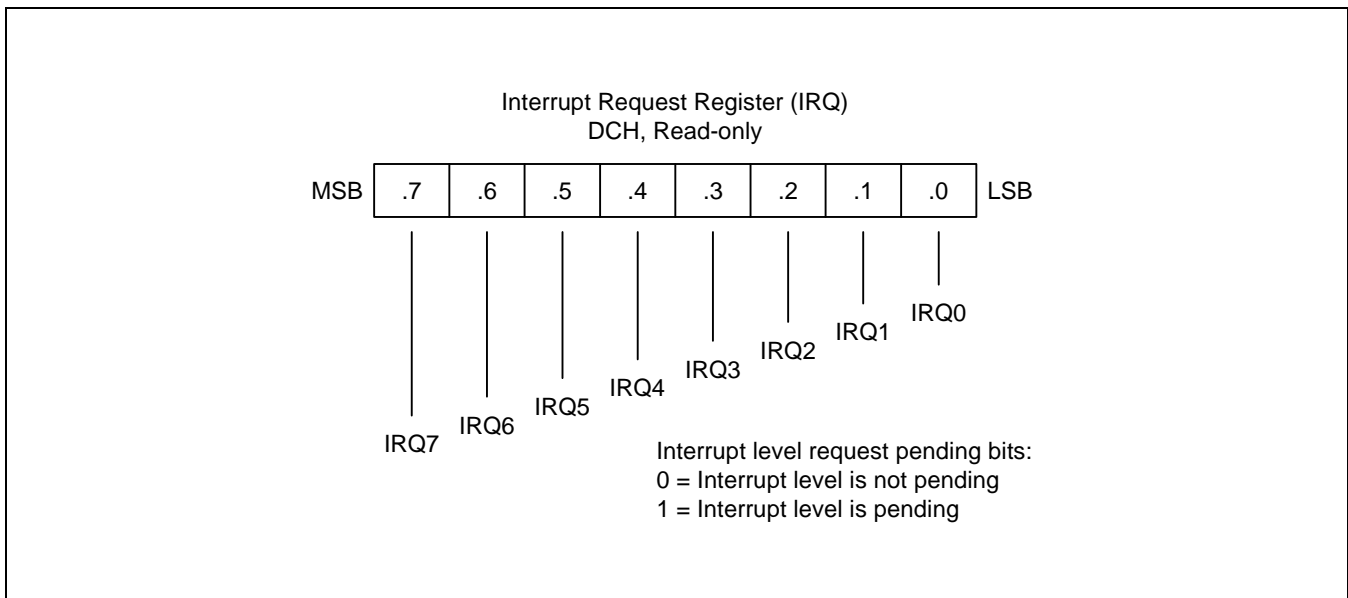 Interrupt Request Register (IRQ)
DCH, Read-only
MSB .7 .6 .5 .4 .3 .2 .1 .0 LSB
IRQ7 IRQ6 IRQ5 IRQ4 IRQ3 IRQ2 IRQ1 IRQ0
Interrupt level request pending bits:
0 = Interrupt level is not pending
1 = Interrupt level is pending